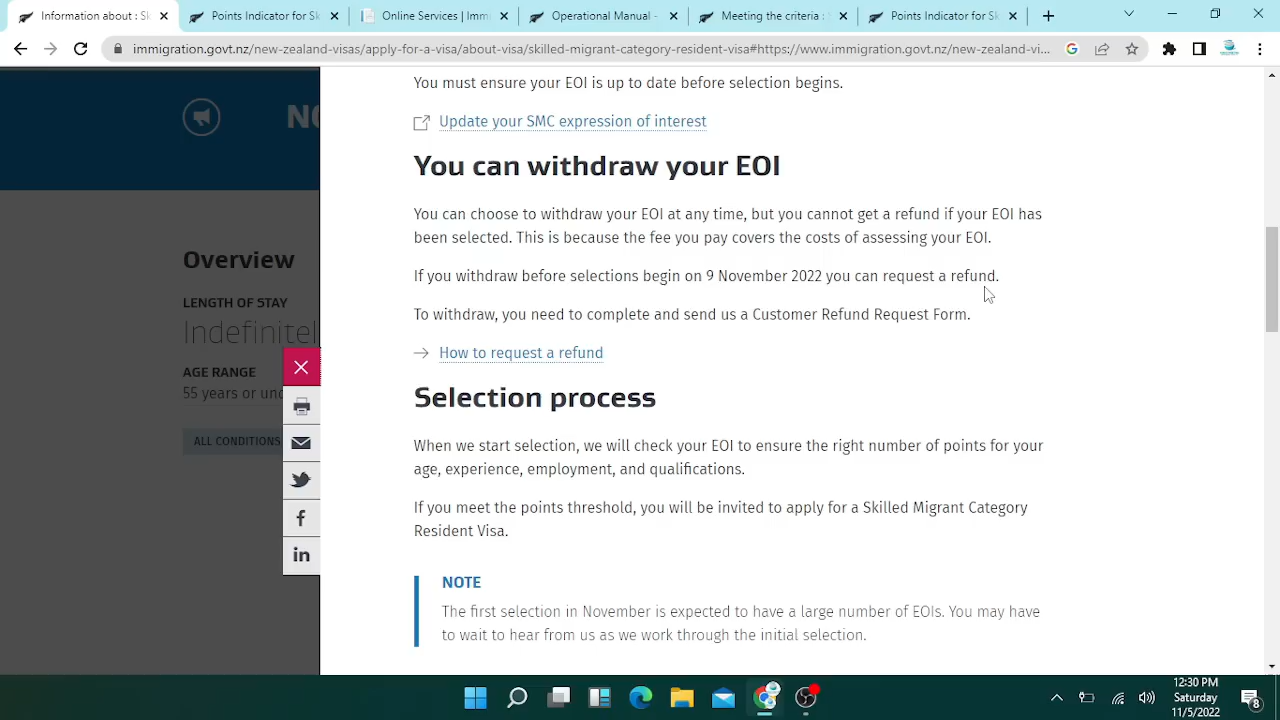 Information about : Sk
Points Indicator for Sk
Online Services | Imm
Operational Manual -
Meeting the criteria :
Points Indicator for Sk
immigration.govt.nz/new-zealand-visas/apply-for-a-visa/about-visa/skilled-migrant-category-resident-visa#https://www.immigration.govt.nz/new-zealand-vi...
You must ensure your EOI is up to date before selection begins.
Update your SMC expression of interest
You can withdraw your EOI
You can choose to withdraw your EOI at any time, but you cannot get a refund if your EOI has
been selected. This is because the fee you pay covers the costs of assessing your EOI.
If you withdraw before selections begin on 9 November 2022 you can request a refund.
To withdraw, you need to complete and send us a Customer Refund Request Form.
How to request a refund
Selection process
When we start selection, we will check your EOI to ensure the right number of points for your
age, experience, employment, and qualifications.
If you meet the points threshold, you will be invited to apply for a Skilled Migrant Category
Resident Visa.
NOTE
The first selection in November is expected to have a large number of EOIs. You may have
to wait to hear from us as we work through the initial selection.
NO
Overview
LENGTH OF STAY
Indefinitel
AGE RANGE
55 years or und
ALL CONDITIONS
in
12:30 PM
Saturday
11/5/2022
8